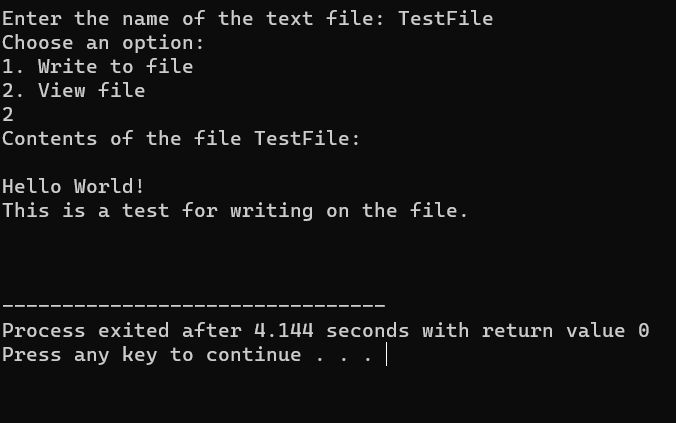 Enter the name of the text file: TestFile
Choose an option:
1. Write to file
2. View file
2
Contents of the file TestFile:
Hello World!
This is a test for writing on the file.
--------------------------------
Process exited after 4.144 seconds with return value 0
Press any key to continue . . .